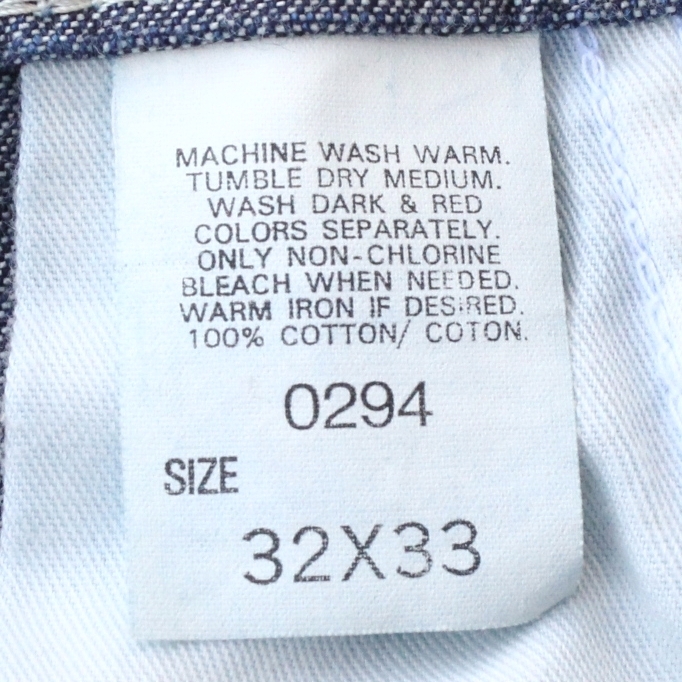 MACHINE WASH WARM.
TUMBLE DRY MEDIUM.
WASH DARK & RED
COLORS SEPARATELY.
ONLY NON-CHLORINE
BLEACH WHEN NEEDED.
WARM IRON IF DESIRED.
100% COTTON/ COTON.
0294
SIZE
32X33